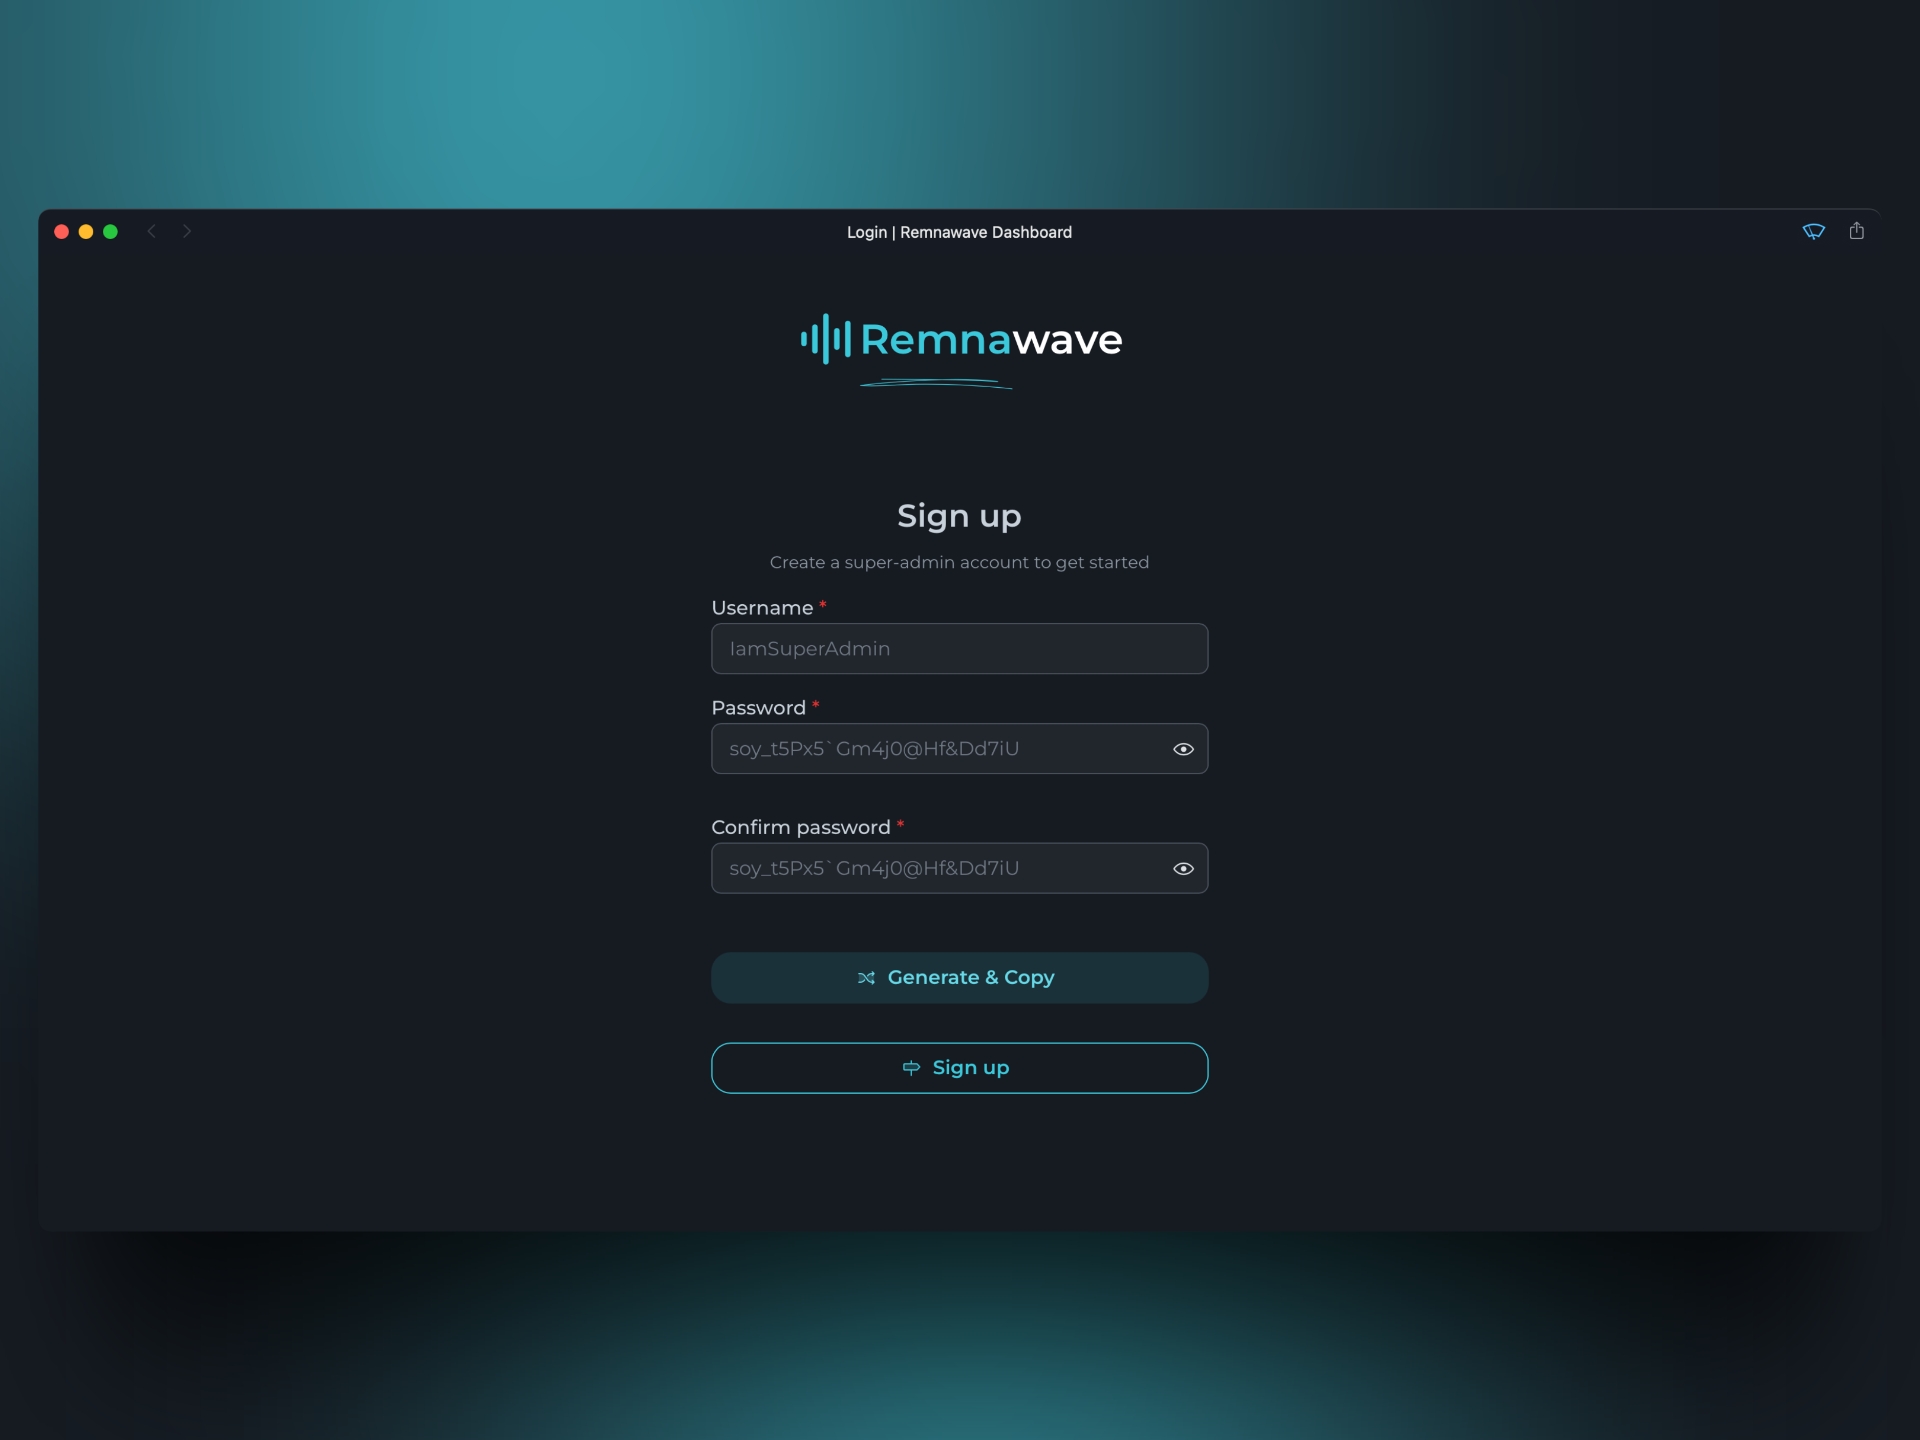 Login | Remnawave Dashboard
Remnawave
Sign up
Create a super-admin account to get started
Username *
IamSuperAdmin
Password *
soy_t5Px5`Gm4j0@Hf&Dd7iU
Confirm password *
soy_t5Px5`Gm4j0@Hf&Dd7iU
Generate & Copy
Sign up